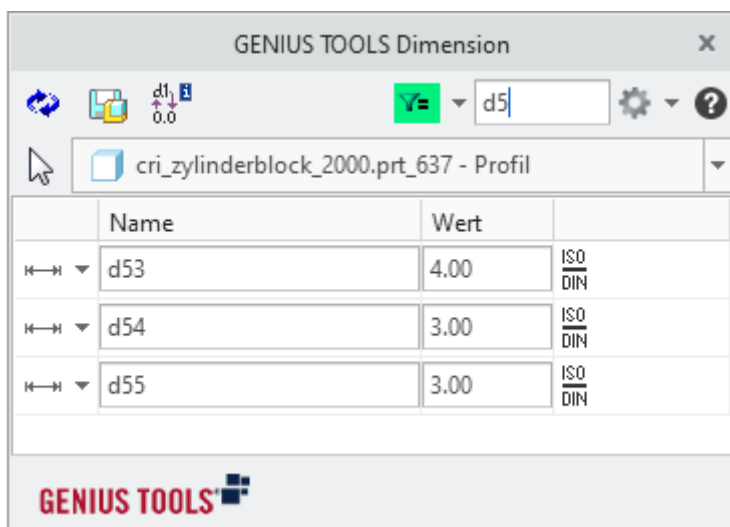 GENIUS TOOLS Dimension
d1 i
0.0
d5
cri_zylinderblock_2000.prt_637 - Profil
Name Wert
d53 4.00 ISO
DIN
d54 3.00 ISO
DIN
d55 3.00 ISO
DIN
GENIUS TOOLS